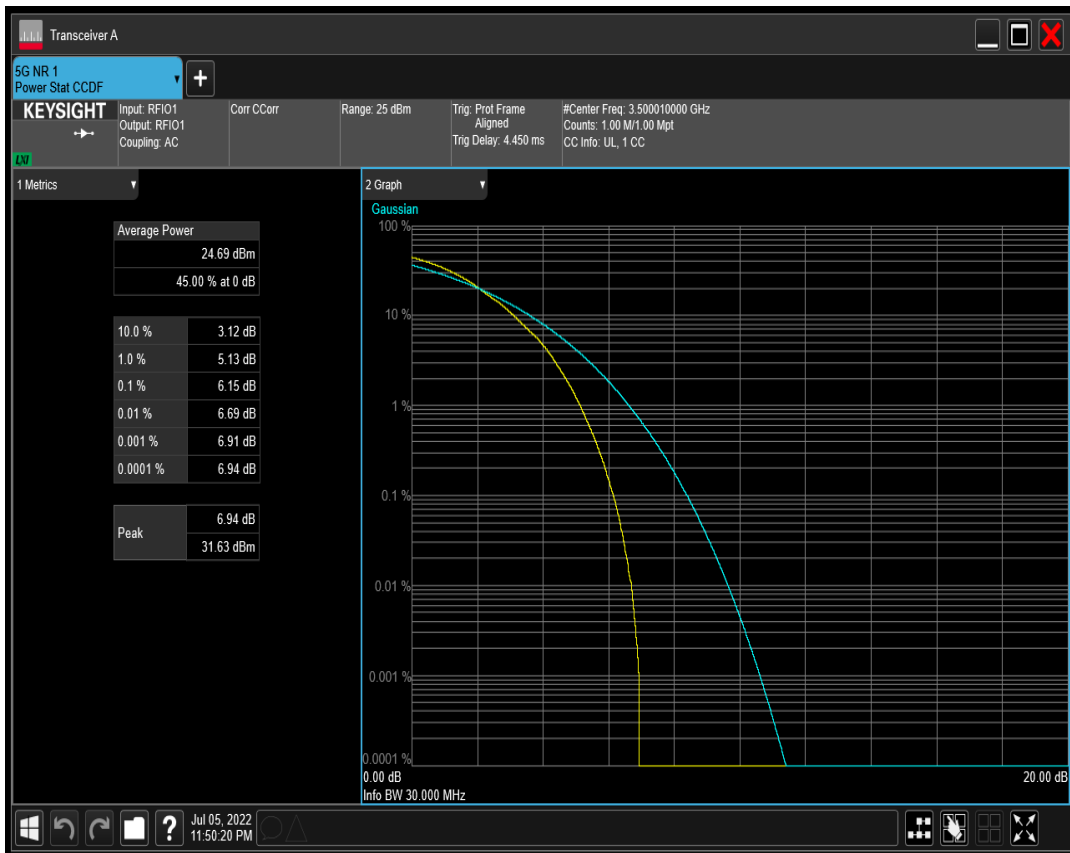 Transceiver A
5G NR 1
Power Stat CCDF
+
KEYSIGHT
LXI
Input: RFIO1
Output: RFIO1
Coupling: AC
Corr CCorr
Range: 25 dBm
Trig: Prot Frame
Aligned
Trig Delay: 4.450 ms
#Center Freq: 3.500010000 GHz
Counts: 1.00 M/1.00 Mpt
CC Info: UL, 1 CC
1 Metrics
Average Power
24.69 dBm
45.00 % at 0 dB
10.0 % 3.12 dB
1.0 % 5.13 dB
0.1 % 6.15 dB
0.01 % 6.69 dB
0.001 % 6.91 dB
0.0001 % 6.94 dB
Peak
6.94 dB
31.63 dBm
2 Graph
Gaussian
100 %
10 %
1 %
0.1 %
0.01 %
0.001 %
0.0001 %
0.00 dB 20.00 dB
Info BW 30.000 MHz
?
Jul 05, 2022
11:50:20 PM